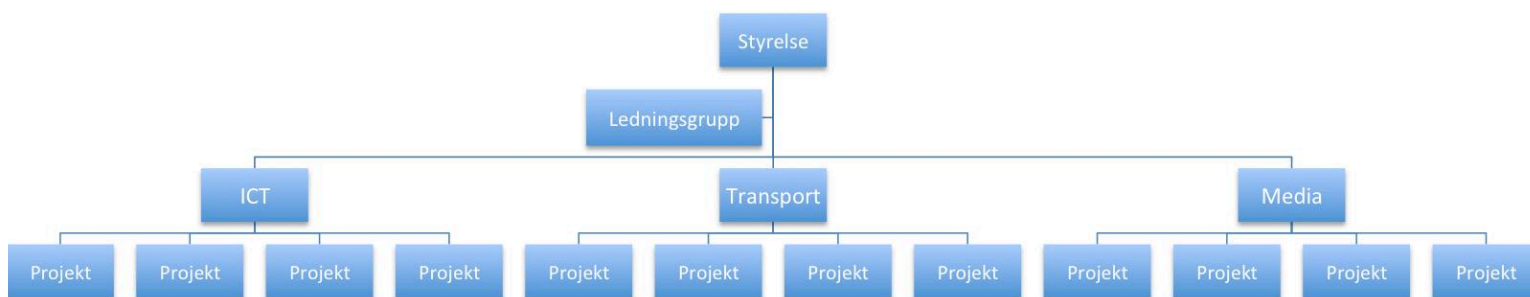 Styrelse
Ledningsgrupp
ICT
Transport
Media
Projekt
Projekt
Projekt
Projekt
Projekt
Projekt
Projekt
Projekt
Projekt
Projekt
Projekt
Projekt